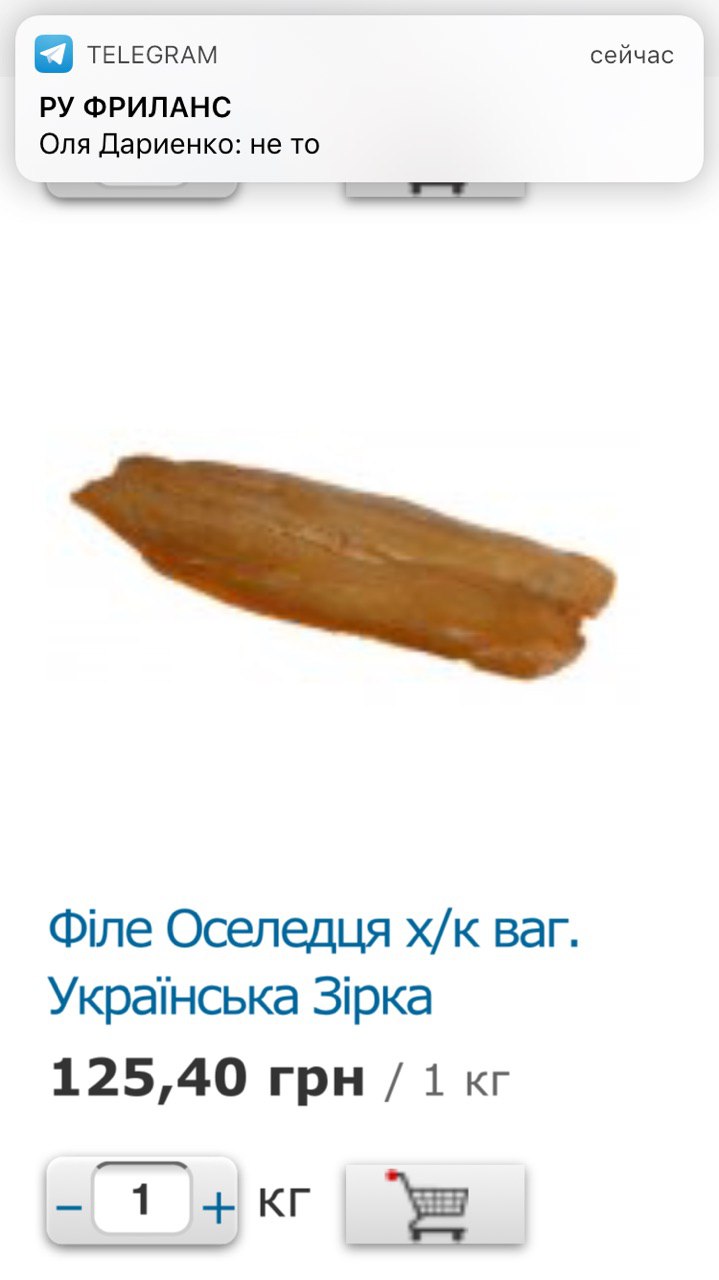 TELEGRAM
сейчас
РУ ФРИЛАНС
Оля Дариенко: не то
Філе Оселедця х/к ваг.
Українська Зірка
125,40 грн / 1 кг
– 1 + кг